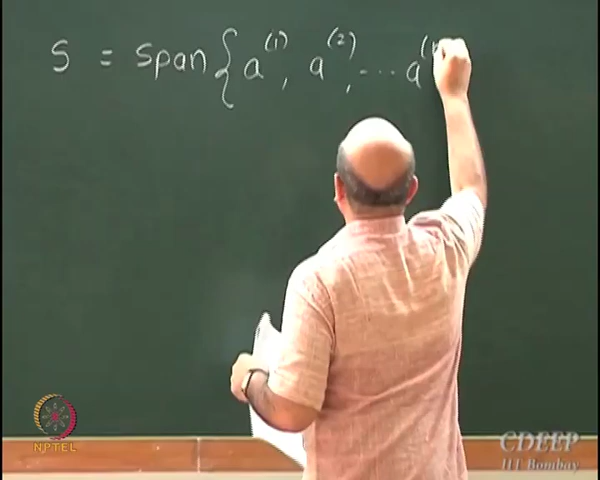 S = span { a^(1), a^(2), ... a^(
NPTEL
CDEEP
IIT Bombay